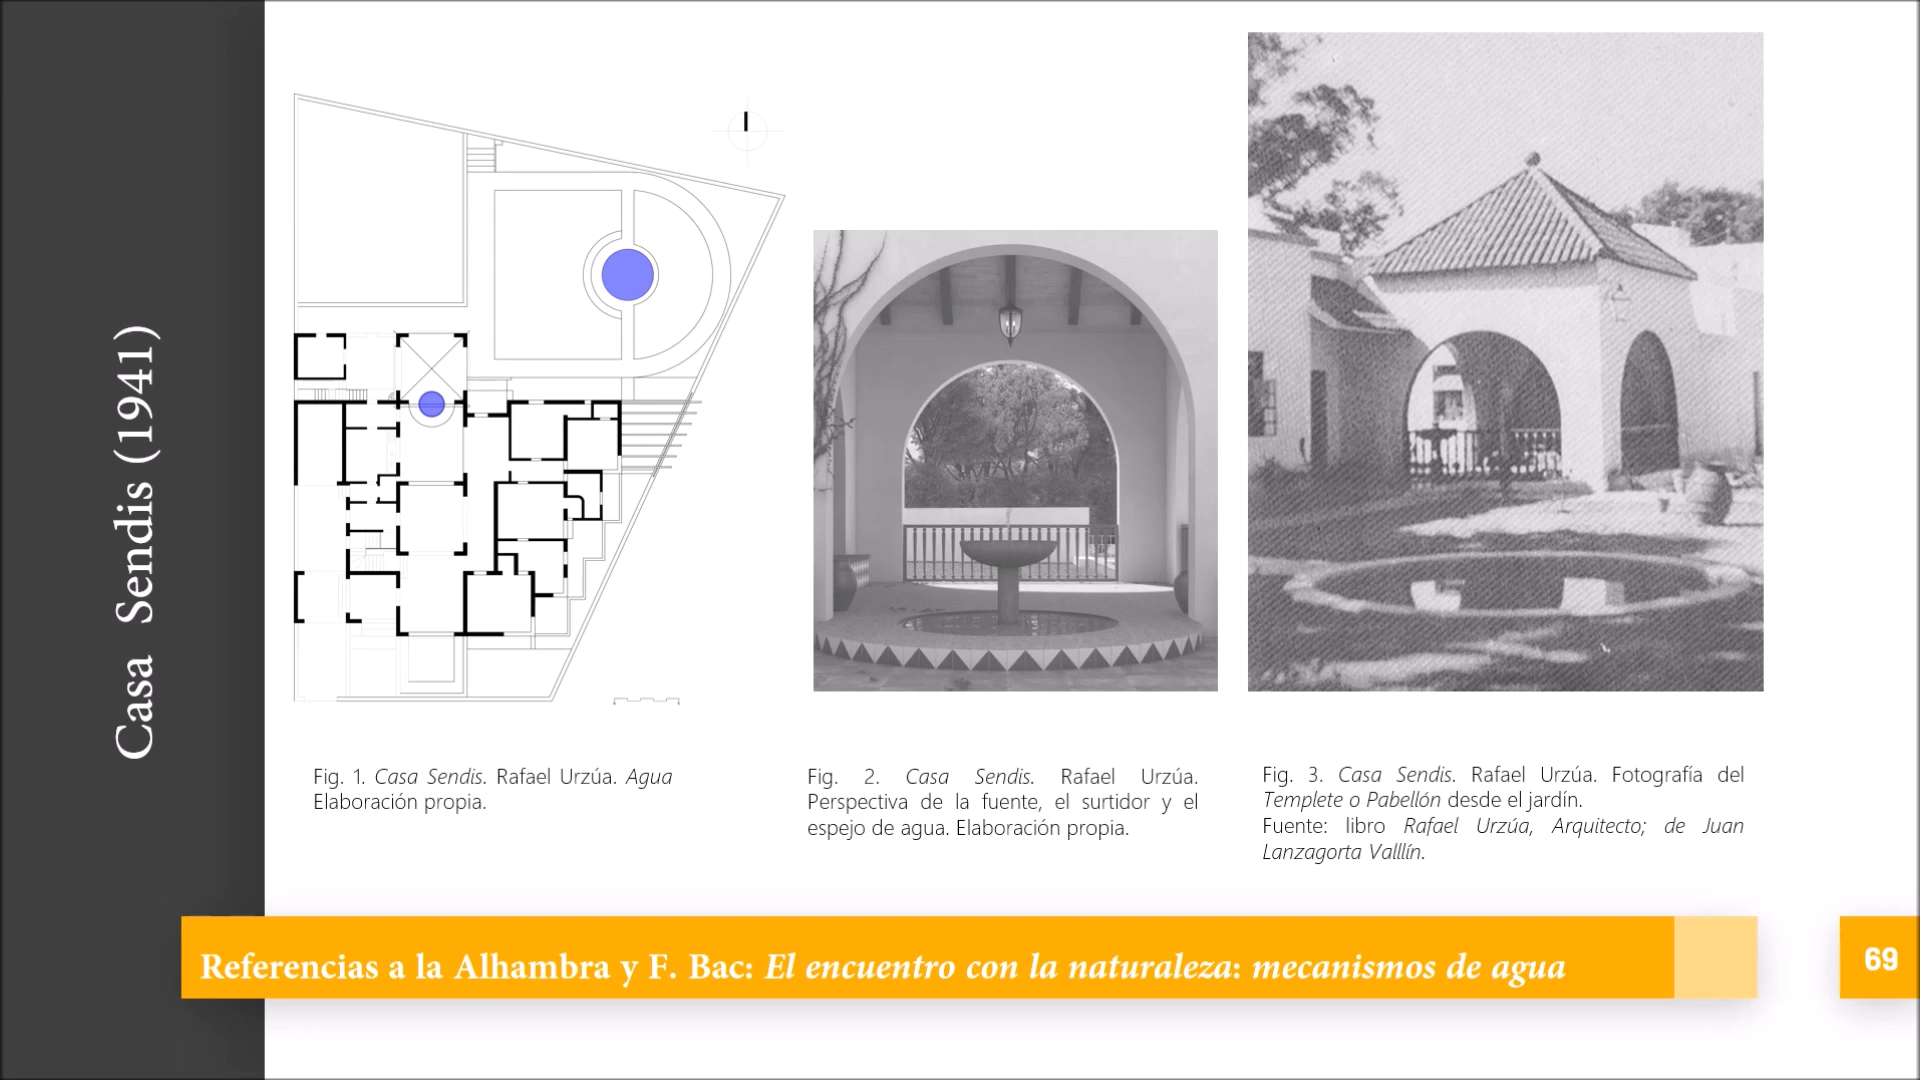 Casa Sendis (1941)
Fig. 1. Casa Sendis. Rafael Urzúa. Agua
Elaboración propia.
Fig. 2. Casa Sendis. Rafael Urzúa.
Perspectiva de la fuente, el surtidor y el
espejo de agua. Elaboración propia.
Fig. 3. Casa Sendis. Rafael Urzúa. Fotografía del
Templete o Pabellón desde el jardín.
Fuente: libro Rafael Urzúa, Arquitecto; de Juan
Lanzagorta Valllín.
Referencias a la Alhambra y F. Bac: El encuentro con la naturaleza: mecanismos de agua
69